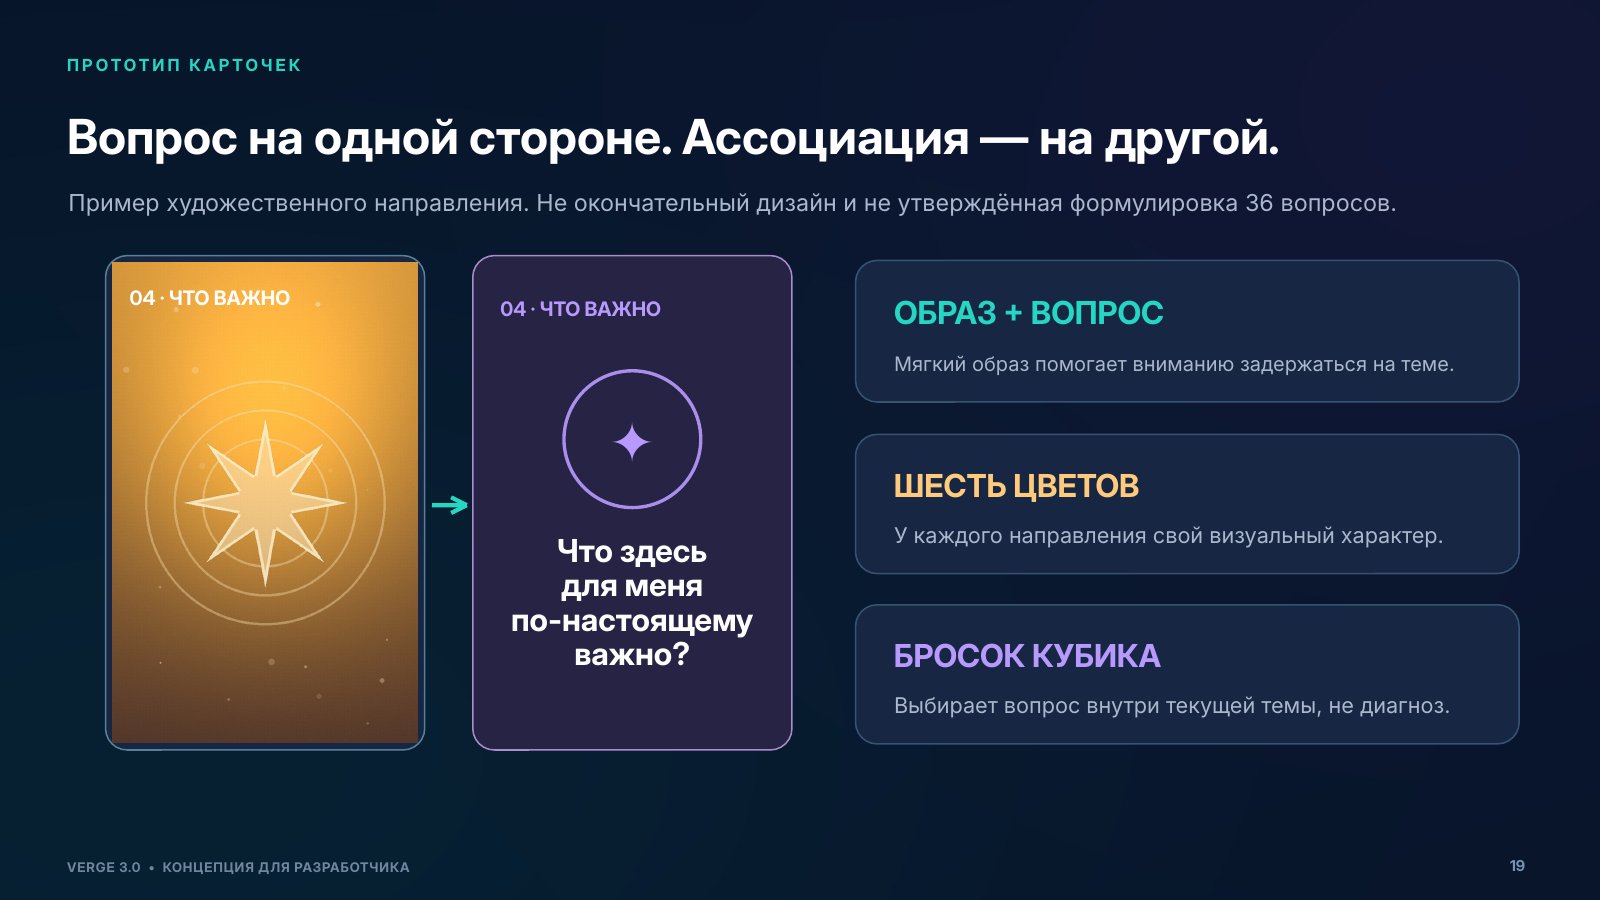 ПРОТОТИП КАРТОЧЕК
Вопрос на одной стороне. Ассоциация — на другой.
Пример художественного направления. Не окончательный дизайн и не утверждённая формулировка 36 вопросов.
04 · ЧТО ВАЖНО
04 · ЧТО ВАЖНО
Что здесь
для меня
по-настоящему
важно?
ОБРАЗ + ВОПРОС
Мягкий образ помогает вниманию задержаться на теме.
ШЕСТЬ ЦВЕТОВ
У каждого направления свой визуальный характер.
БРОСОК КУБИКА
Выбирает вопрос внутри текущей темы, не диагноз.
VERGE 3.0 • КОНЦЕПЦИЯ ДЛЯ РАЗРАБОТЧИКА
19